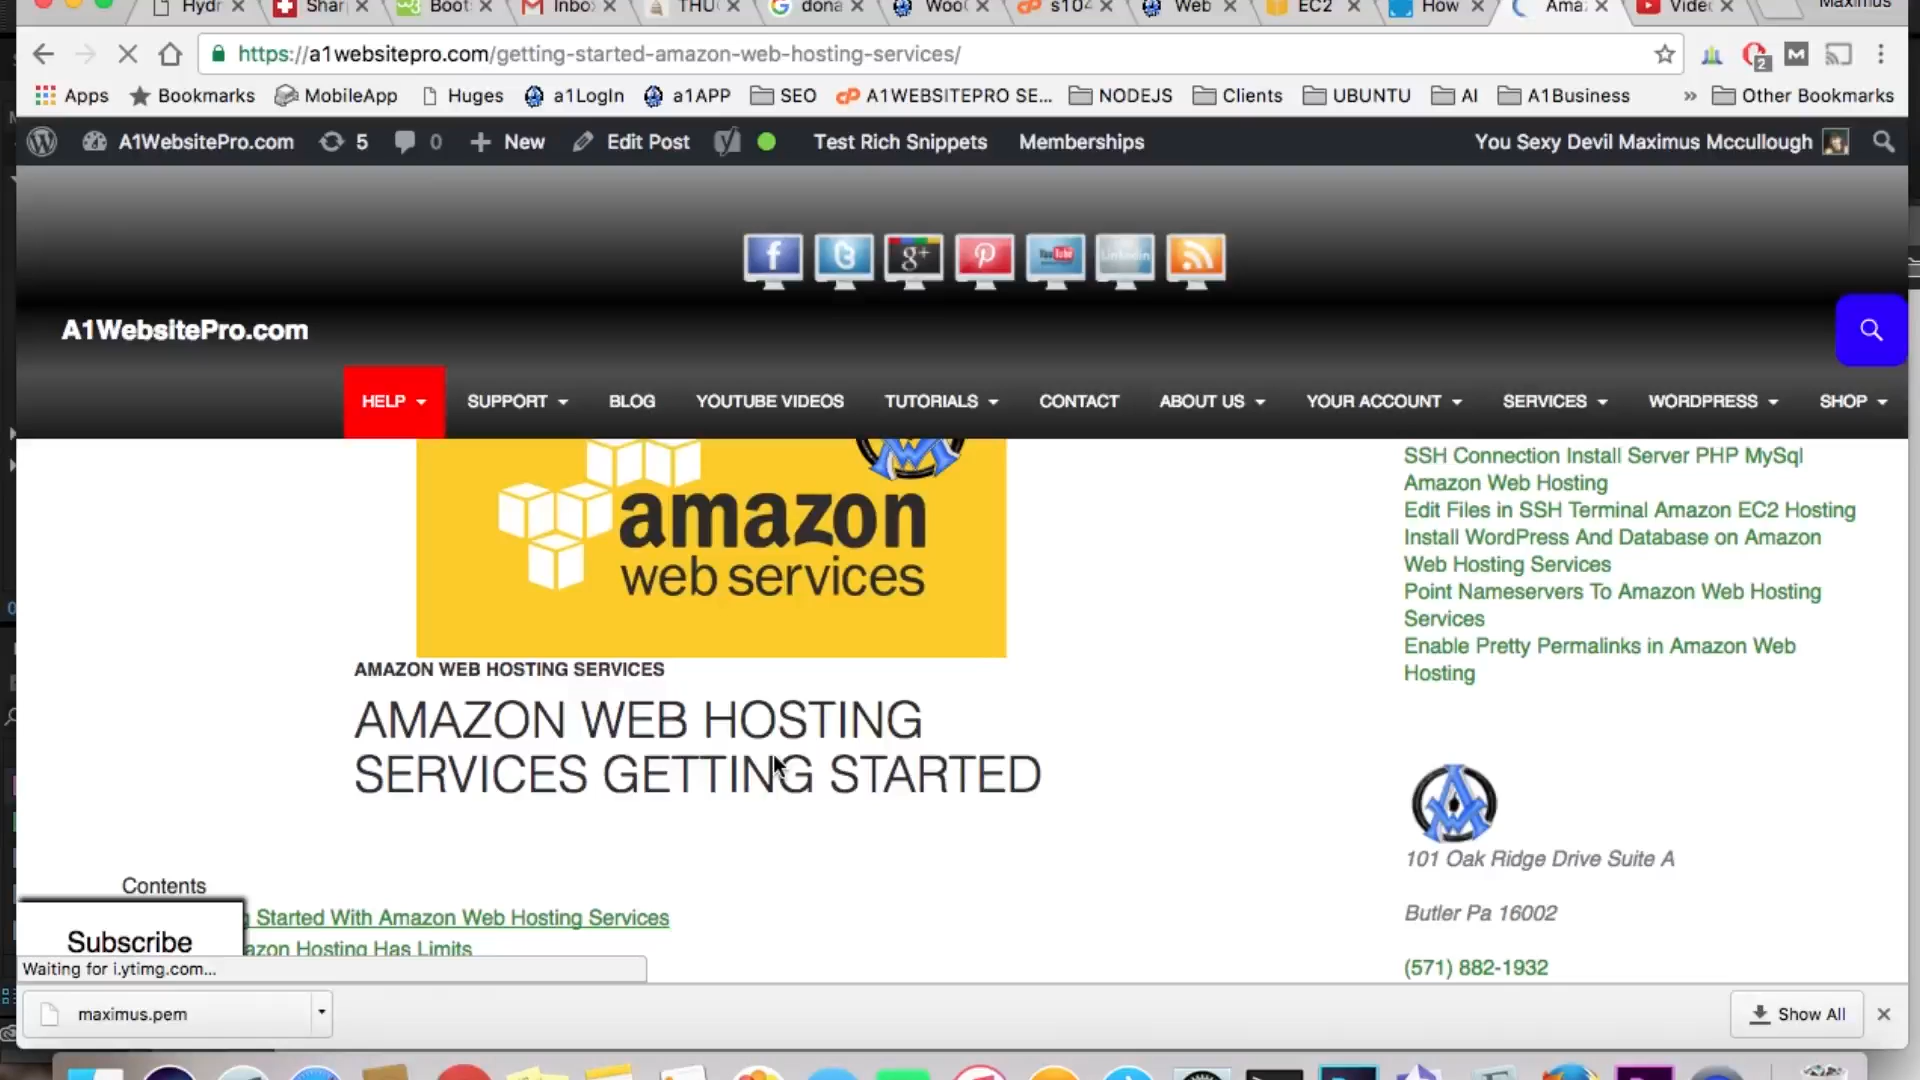 Hydr
Shar
Boot
Inbo
THU
dona
Woo
s104
Web
EC2
How
Ama
Vide
Maximus
https://a1websitepro.com/getting-started-amazon-web-hosting-services/
2
Apps
Bookmarks
MobileApp
Huges
a1LogIn
a1APP
SEO
A1WEBSITEPRO SE...
NODEJS
Clients
UBUNTU
AI
A1Business
»
Other Bookmarks
A1WebsitePro.com
5
0
New
Edit Post
Test Rich Snippets
Memberships
You Sexy Devil Maximus Mccullough
You Tube
Linkedin
A1WebsitePro.com
HELP
SUPPORT
BLOG
YOUTUBE VIDEOS
TUTORIALS
CONTACT
ABOUT US
YOUR ACCOUNT
SERVICES
WORDPRESS
SHOP
amazon
web services
AMAZON WEB HOSTING SERVICES
AMAZON WEB HOSTING
SERVICES GETTING STARTED
Contents
Started With Amazon Web Hosting Services
azon Hosting Has Limits
Subscribe
Waiting for i.ytimg.com...
SSH Connection Install Server PHP MySql
Amazon Web Hosting
Edit Files in SSH Terminal Amazon EC2 Hosting
Install WordPress And Database on Amazon
Web Hosting Services
Point Nameservers To Amazon Web Hosting
Services
Enable Pretty Permalinks in Amazon Web
Hosting
101 Oak Ridge Drive Suite A
Butler Pa 16002
(571) 882-1932
maximus.pem
Show All